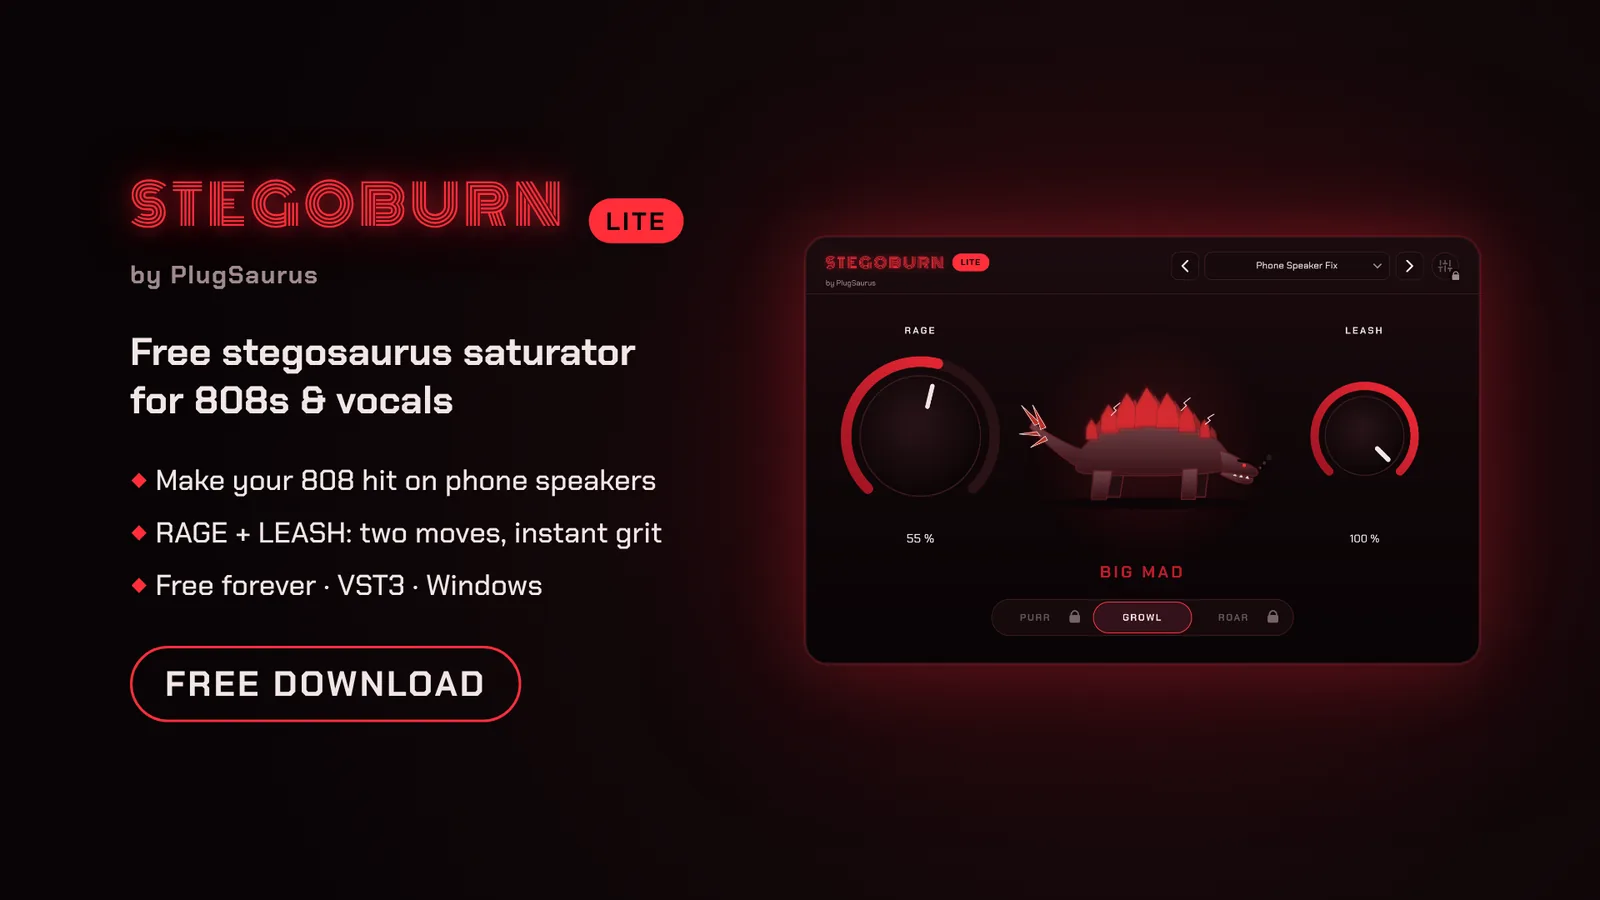 STEGOBURN LITE
by PlugSaurus
Free stegosaurus saturator
for 808s & vocals
Make your 808 hit on phone speakers
RAGE + LEASH: two moves, instant grit
Free forever · VST3 · Windows
FREE DOWNLOAD
STEGOBURN LITE
by PlugSaurus
Phone Speaker Fix
RAGE
LEASH
55 %
100 %
BIG MAD
PURR GROWL ROAR